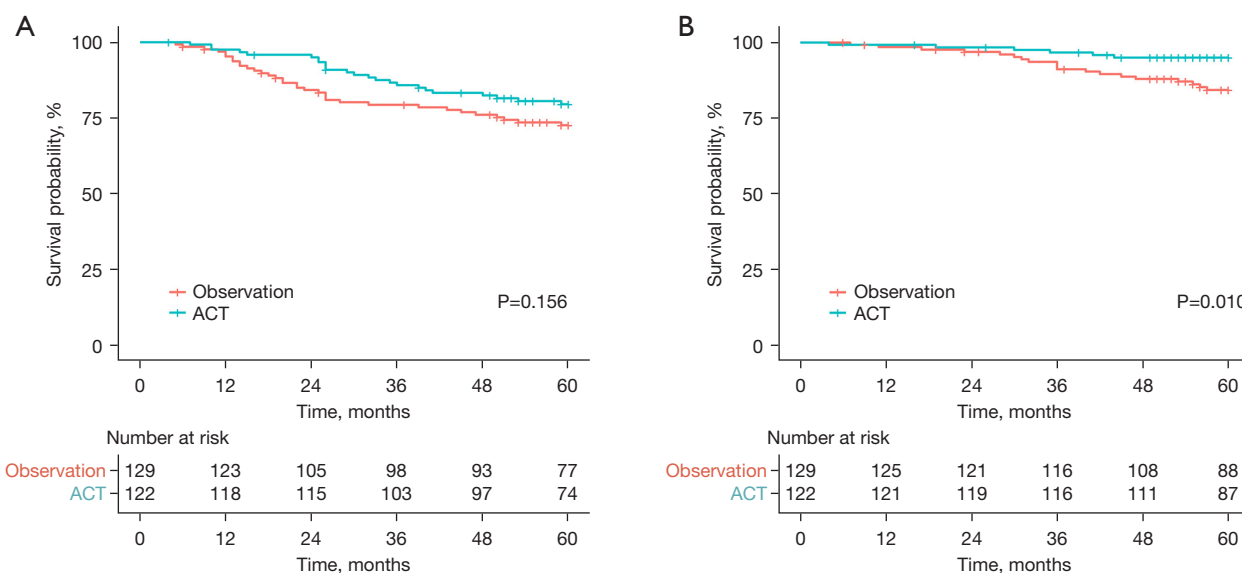 A
100
75
50
25
0
Survival probability, %
Observation
ACT
P=0.156
0 12 24 36 48 60
Time, months
Number at risk
Observation 129 123 105 98 93 77
ACT 122 118 115 103 97 74
0 12 24 36 48 60
Time, months
B
100
75
50
25
0
Survival probability, %
Observation
ACT
P=0.010
0 12 24 36 48 60
Time, months
Number at risk
Observation 129 125 121 116 108 88
ACT 122 121 119 116 111 87
0 12 24 36 48 60
Time, months